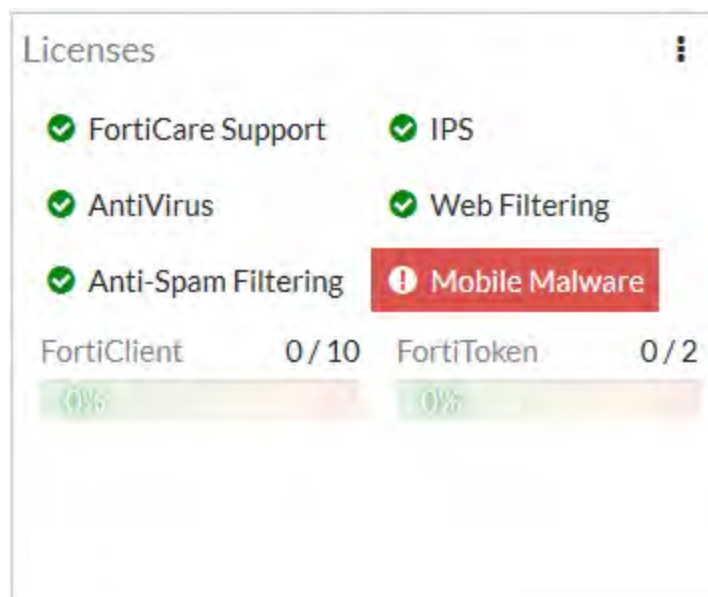 Licenses
FortiCare Support IPS
AntiVirus Web Filtering
Anti-Spam Filtering Mobile Malware
FortiClient 0 / 10 FortiToken 0 / 2
0% 0%